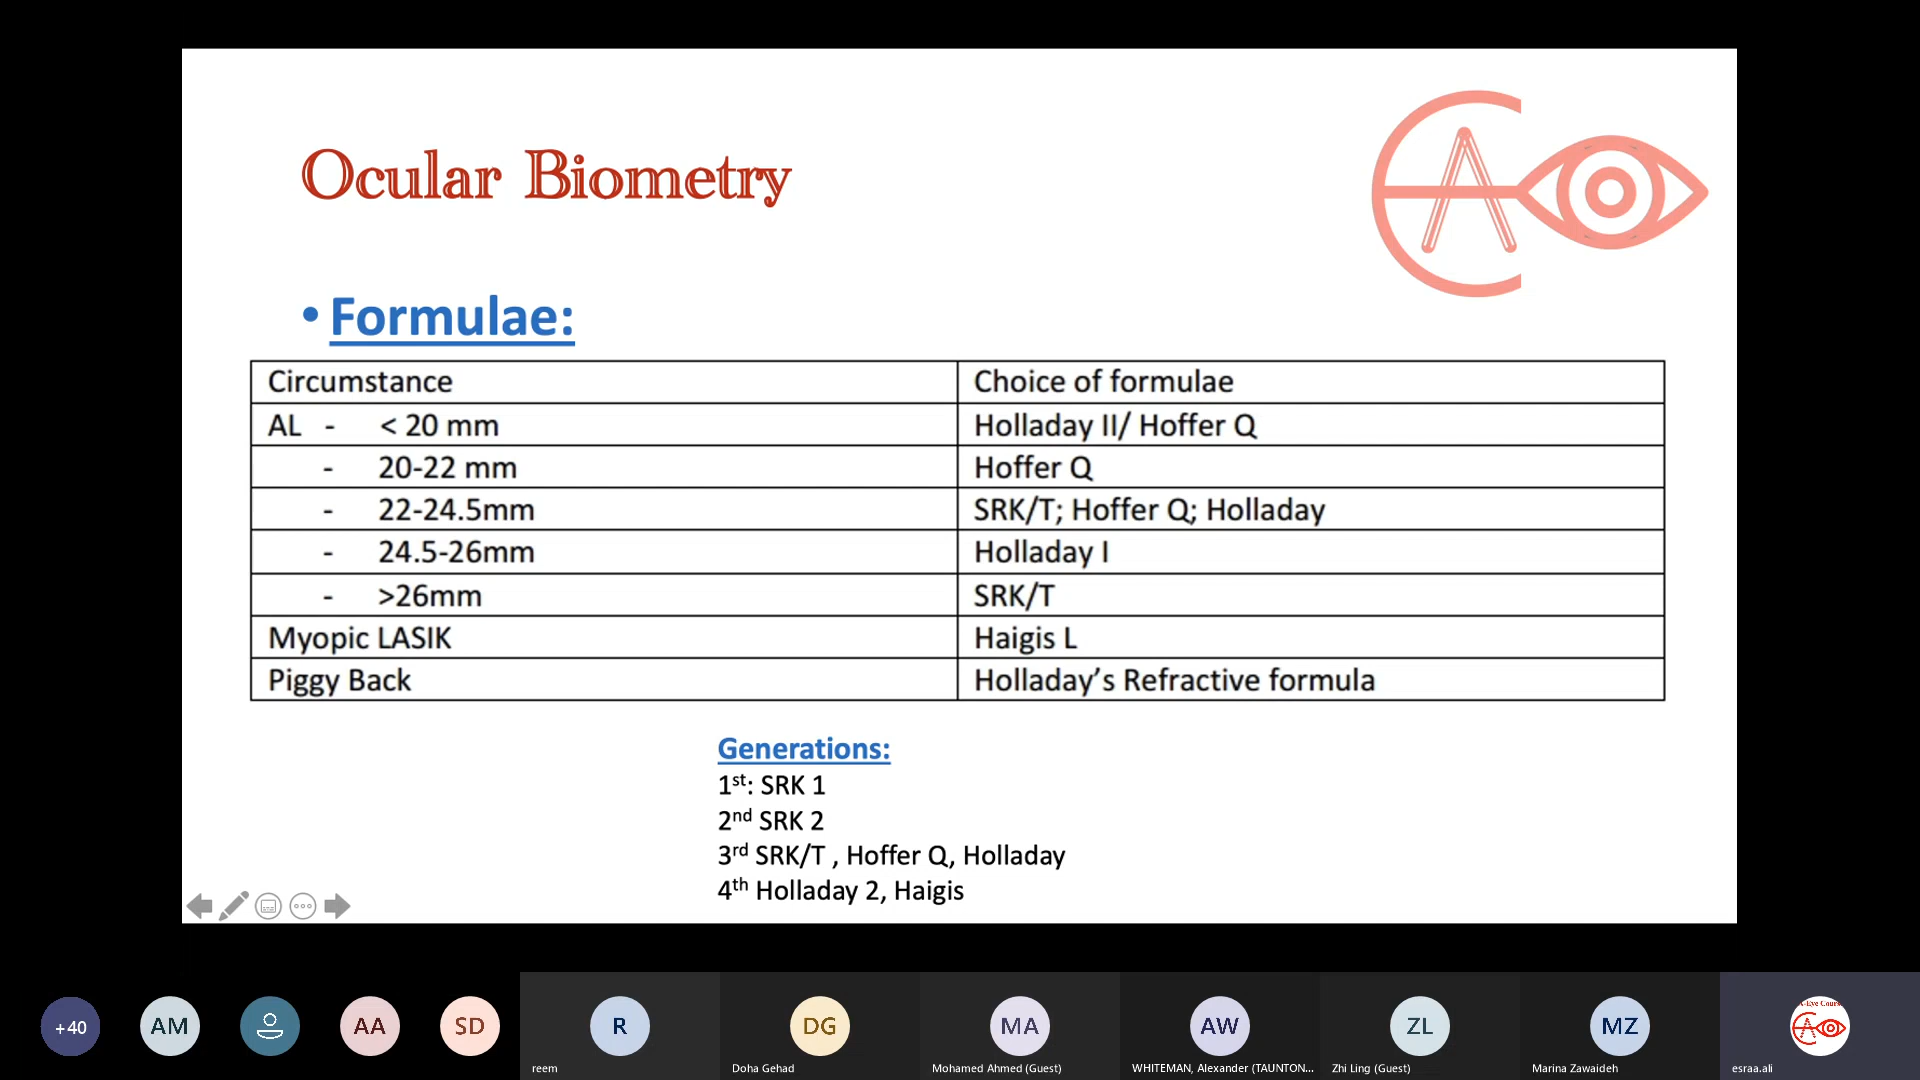 Ocular Biometry
• Formulae:
Circumstance Choice of formulae
AL - < 20 mm Holladay II/ Hoffer Q
- 20-22 mm Hoffer Q
- 22-24.5mm SRK/T; Hoffer Q; Holladay
- 24.5-26mm Holladay I
- >26mm SRK/T
Myopic LASIK Haigis L
Piggy Back Holladay’s Refractive formula
Generations:
1st: SRK 1
2nd SRK 2
3rd SRK/T , Hoffer Q, Holladay
4th Holladay 2, Haigis
+40 AM AA SD R DG MA AW ZL MZ
reem Doha Gehad Mohamed Ahmed (Guest) WHITEMAN, Alexander (TAUNTON... Zhi Ling (Guest) Marina Zawaideh esraa.ali